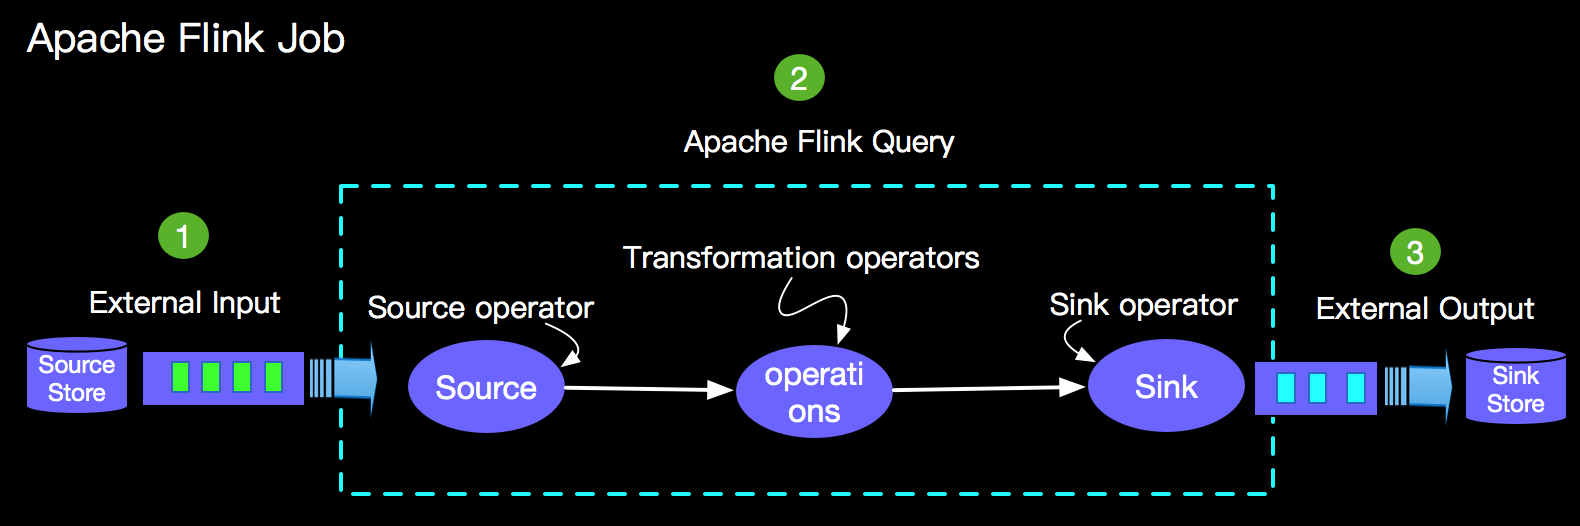 Apache Flink Job
2
Apache Flink Query
1
External Input
Source
Store
Source operator
Source
Transformation operators
operati
ons
Sink operator
Sink
3
External Output
Sink
Store